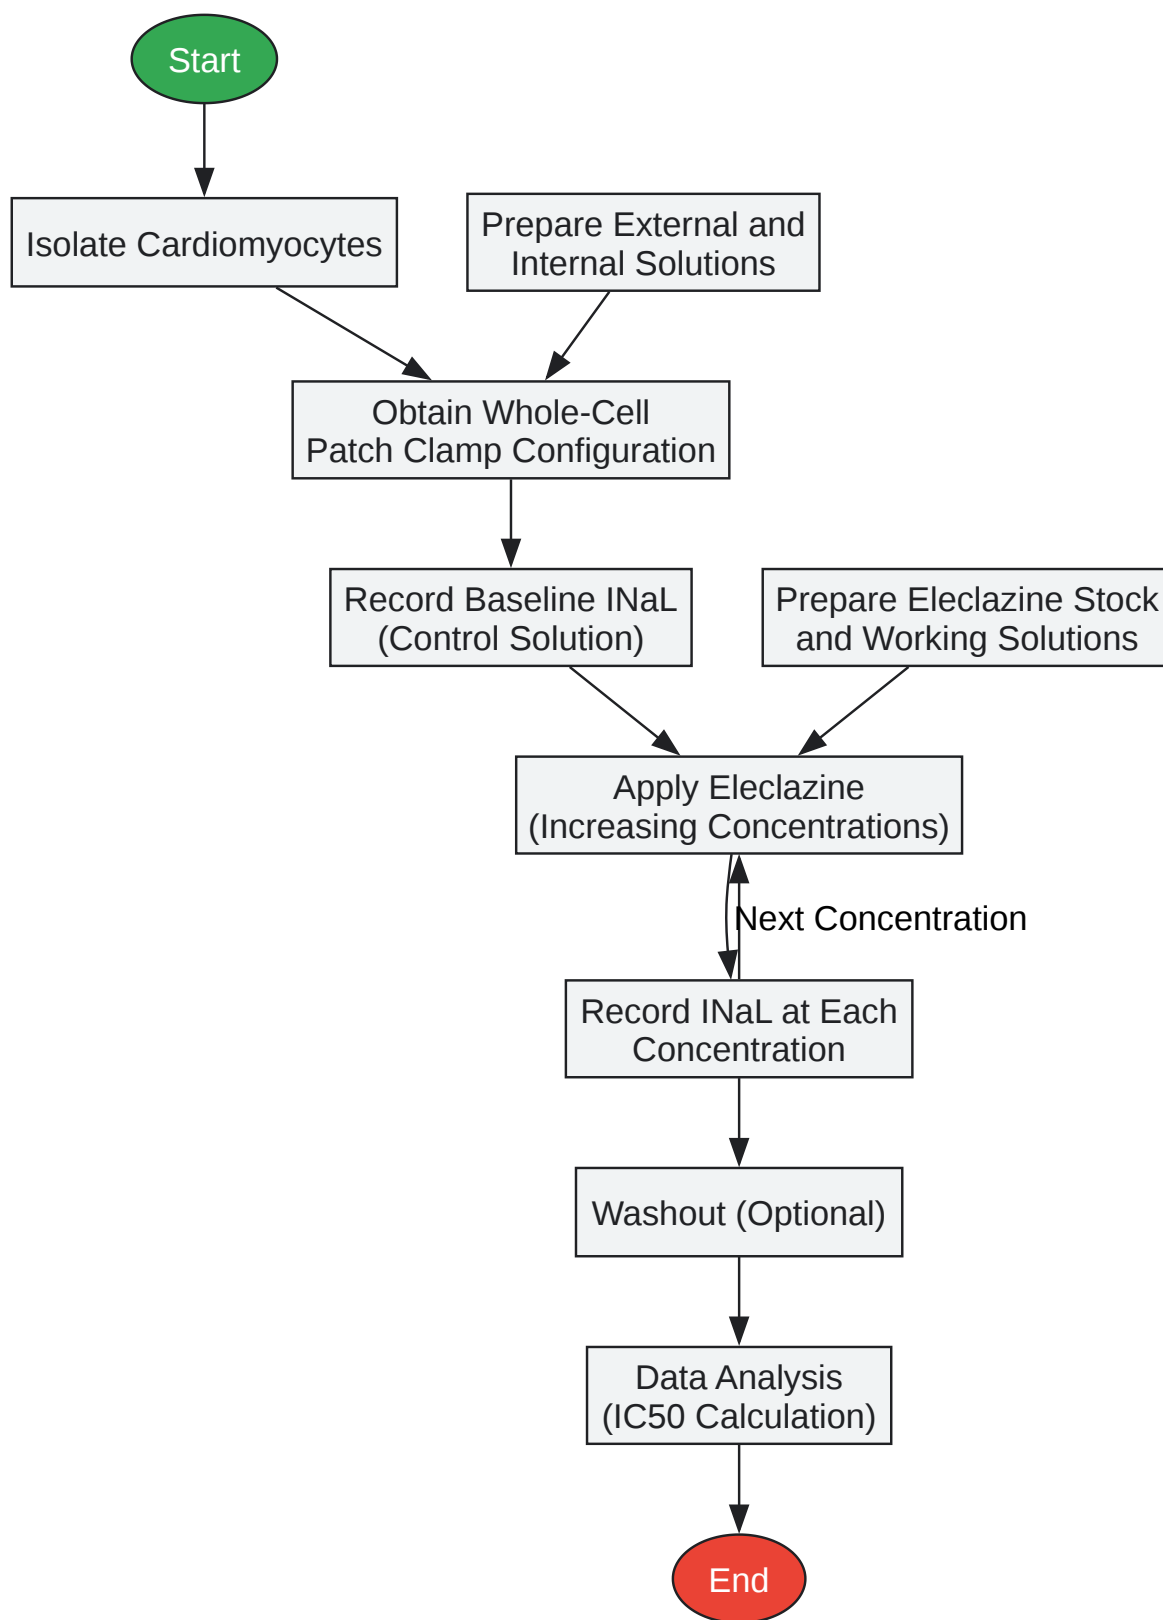 Start
Isolate Cardiomyocytes
Prepare External and
Internal Solutions
Obtain Whole-Cell
Patch Clamp Configuration
Record Baseline INaL
(Control Solution)
Prepare Eleclazine Stock
and Working Solutions
Apply Eleclazine
(Increasing Concentrations)
Next Concentration
Record INaL at Each
Concentration
Washout (Optional)
Data Analysis
(IC50 Calculation)
End